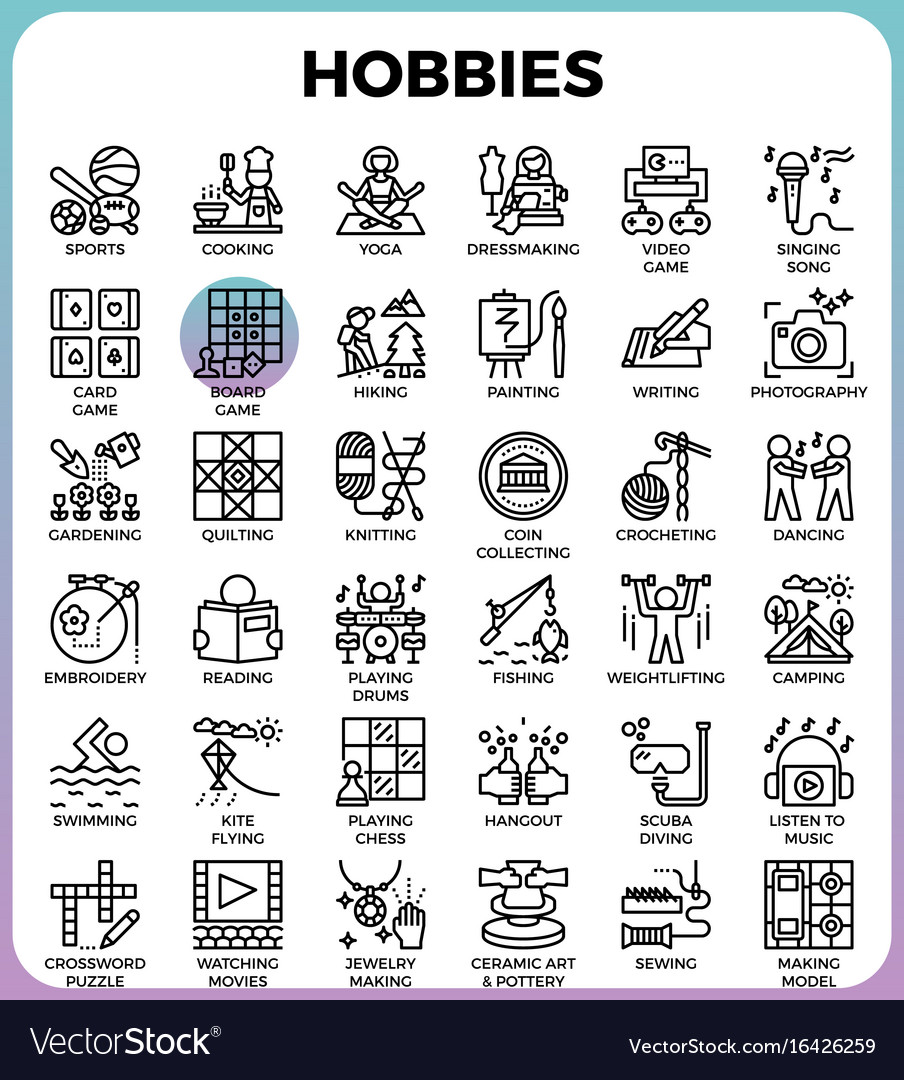 HOBBIES
SPORTS
COOKING
YOGA
DRESSMAKING
VIDEO
GAME
SINGING
SONG
CARD
GAME
BOARD
GAME
HIKING
PAINTING
WRITING
PHOTOGRAPHY
GARDENING
QUILTING
KNITTING
COIN
COLLECTING
CROCHETING
DANCING
EMBROIDERY
READING
PLAYING
DRUMS
FISHING
WEIGHTLIFTING
CAMPING
SWIMMING
KITE
FLYING
PLAYING
CHESS
HANGOUT
SCUBA
DIVING
LISTEN TO
MUSIC
CROSSWORD
PUZZLE
WATCHING
MOVIES
JEWELRY
MAKING
CERAMIC ART
& POTTERY
SEWING
MAKING
MODEL
VectorStock®
VectorStock.com/16426259